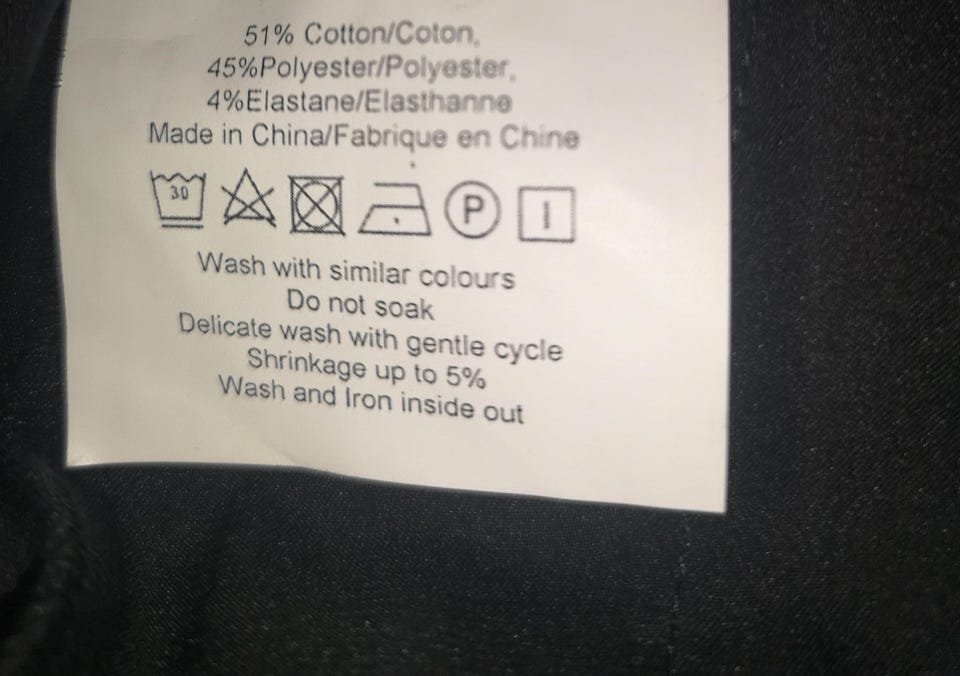 51% Cotton/Coton,
45%Polyester/Polyester,
4%Elastane/Elasthanne
Made in China/Fabrique en Chine
30 P
Wash with similar colours
Do not soak
Delicate wash with gentle cycle
Shrinkage up to 5%
Wash and Iron inside out